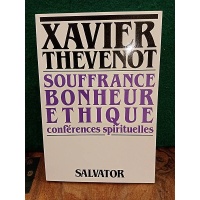 XAVIER
THEVENOT
SOUFFRANCE
BONHEUR
ETHIQUE
conférences spirituelles
SALVATOR